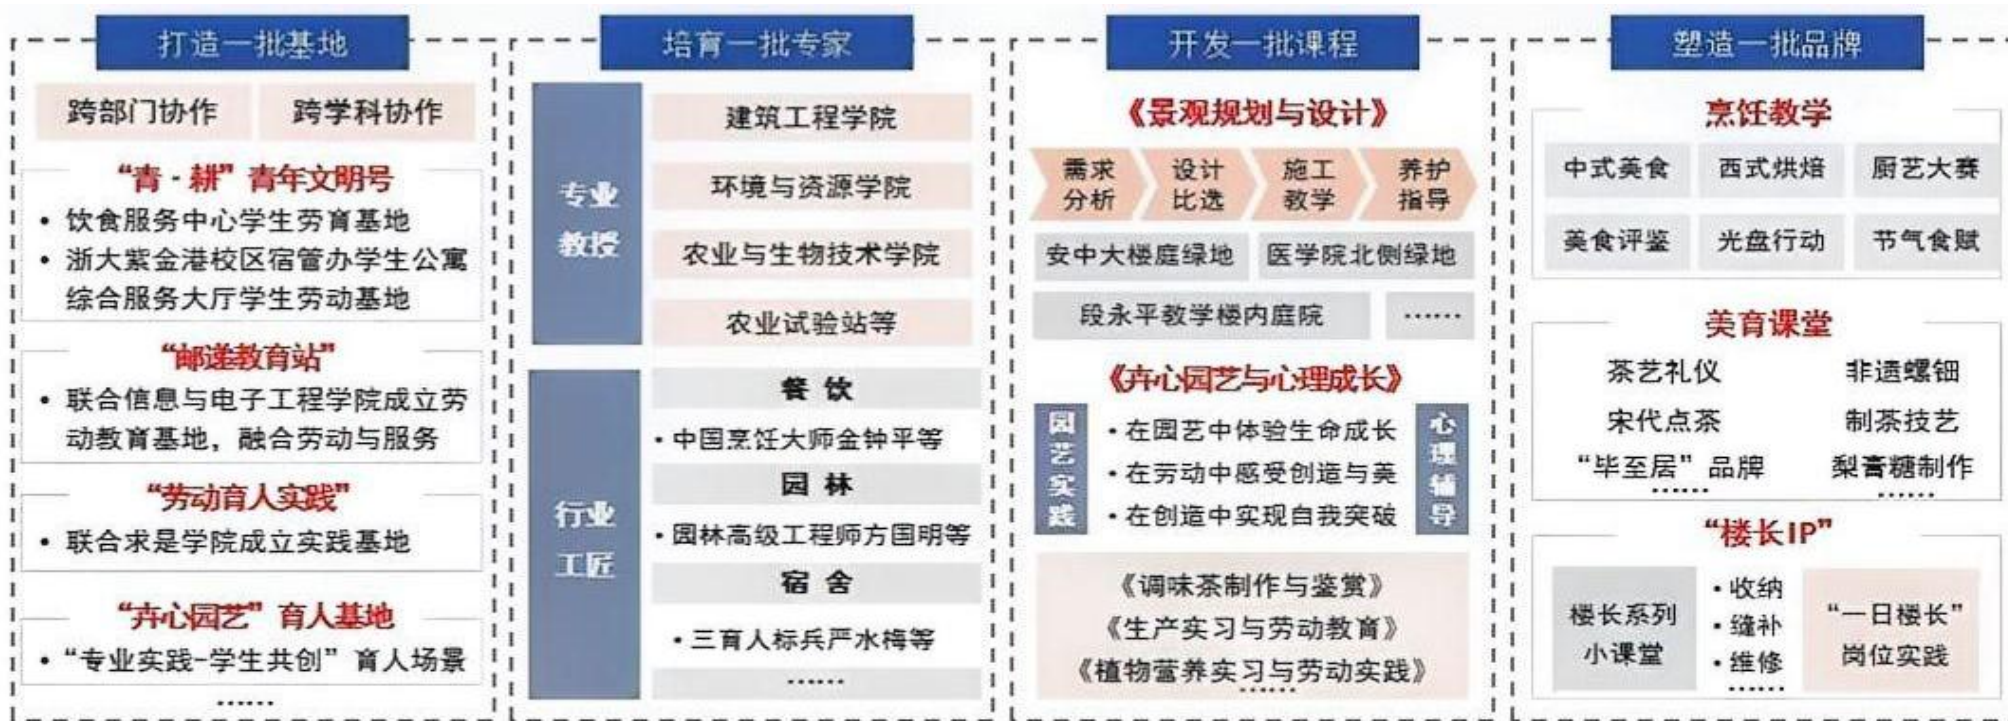 打造一批基地
跨部门协作
跨学科协作
“青·耕”青年文明号
• 饮食服务中心学生劳育基地
• 浙大紫金港校区宿管办学生公寓
综合服务大厅学生劳动基地
“邮递教育站”
• 联合信息与电子工程学院成立劳
动教育基地，融合劳动与服务
“劳动育人实践”
• 联合求是学院成立实践基地
“卉心园艺”育人基地
• “专业实践-学生共创”育人场景
······
培育一批专家
专业
教授
建筑工程学院
环境与资源学院
农业与生物技术学院
农业试验站等
行业
工匠
餐 饮
• 中国烹饪大师金钟平等
园 林
• 园林高级工程师方国明等
宿 舍
• 三育人标兵严水梅等
······
开发一批课程
《景观规划与设计》
需求
分析
设计
比选
施工
教学
养护
指导
安中大楼庭绿地
医学院北侧绿地
段永平教学楼内庭院
······
《卉心园艺与心理成长》
园艺实践
• 在园艺中体验生命成长
• 在劳动中感受创造与美
• 在创造中实现自我突破
心理辅导
《调味茶制作与鉴赏》
《生产实习与劳动教育》
《植物营养实习与劳动实践》
······
塑造一批品牌
烹饪教学
中式美食
西式烘焙
厨艺大赛
美食评鉴
光盘行动
节气食赋
美育课堂
茶艺礼仪
非遗螺钿
宋代点茶
制茶技艺
“毕至居”品牌
梨膏糖制作
······
······
“楼长IP”
楼长系列
小课堂
• 收纳
• 缝补
• 维修
······
“一日楼长”
岗位实践